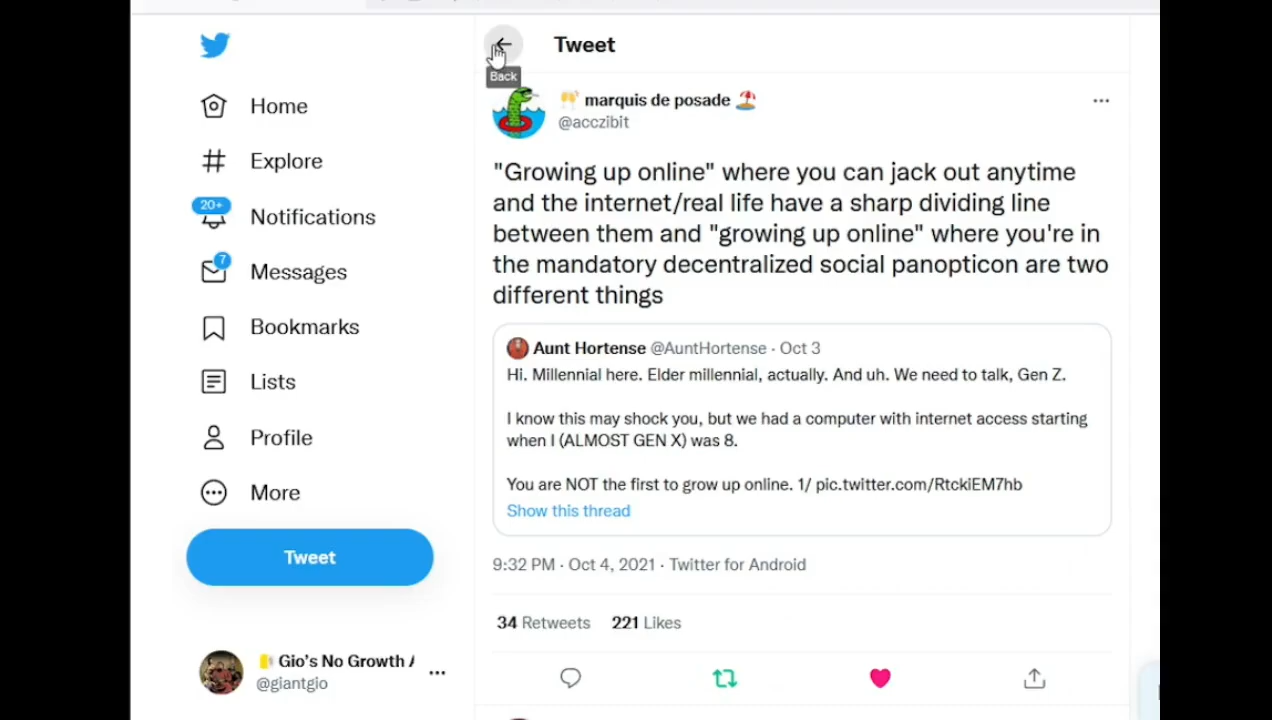 Tweet
Back
marquis de posade
@acczibit
"Growing up online" where you can jack out anytime
and the internet/real life have a sharp dividing line
between them and "growing up online" where you're in
the mandatory decentralized social panopticon are two
different things
Aunt Hortense @AuntHortense · Oct 3
Hi. Millennial here. Elder millennial, actually. And uh. We need to talk, Gen Z.
I know this may shock you, but we had a computer with internet access starting
when I (ALMOST GEN X) was 8.
You are NOT the first to grow up online. 1/ pic.twitter.com/RtckiEM7hb
Show this thread
9:32 PM · Oct 4, 2021 · Twitter for Android
34 Retweets 221 Likes
Home
Explore
20+
Notifications
7
Messages
Bookmarks
Lists
Profile
More
Tweet
Gio's No Growth
@giantgio